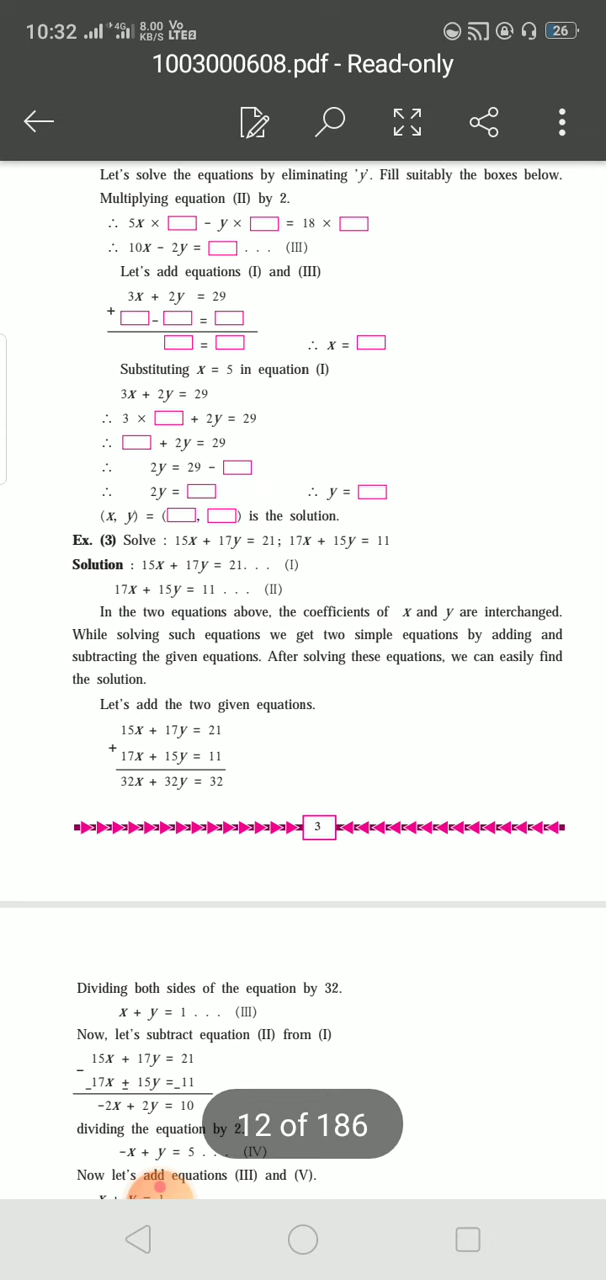 10:32 4G 8.00 KB/S Vo LTE2 26
1003000608.pdf - Read-only
Let's solve the equations by eliminating 'y'. Fill suitably the boxes below.
Multiplying equation (II) by 2.
∴ 5x × □ - y × □ = 18 × □
∴ 10x - 2y = □ . . . (III)
Let's add equations (I) and (III)
3x + 2y = 29
+ □ - □ = □
□ = □ ∴ x = □
Substituting x = 5 in equation (I)
3x + 2y = 29
∴ 3 × □ + 2y = 29
∴ □ + 2y = 29
∴ 2y = 29 - □
∴ 2y = □ ∴ y = □
(x, y) = (□, □) is the solution.
Ex. (3) Solve : 15x + 17y = 21; 17x + 15y = 11
Solution : 15x + 17y = 21. . . (I)
17x + 15y = 11 . . . (II)
In the two equations above, the coefficients of x and y are interchanged.
While solving such equations we get two simple equations by adding and
subtracting the given equations. After solving these equations, we can easily find
the solution.
Let's add the two given equations.
15x + 17y = 21
+ 17x + 15y = 11
32x + 32y = 32
3
Dividing both sides of the equation by 32.
x + y = 1 . . . (III)
Now, let's subtract equation (II) from (I)
15x + 17y = 21
- _17x ± 15y =_11
-2x + 2y = 10
dividing the equation by 2.
12 of 186
-x + y = 5 . . . (IV)
Now let's add equations (III) and (V).